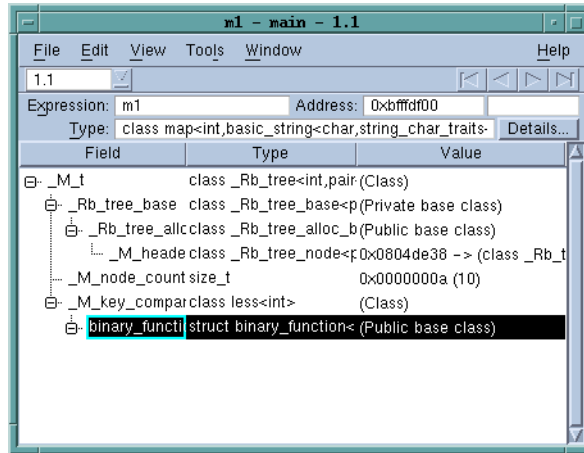 m1 - main - 1.1
File Edit View Tools Window Help
1.1
Expression: m1 Address: 0xbfffdf00
Type: class map<int,basic_string<char,string_char_traits- Details...
Field Type Value
_M_t class _Rb_tree<int,pair (Class)
_Rb_tree_base class _Rb_tree_base<p (Private base class)
_Rb_tree_allc class _Rb_tree_alloc_b (Public base class)
_M_heade class _Rb_tree_node<p 0x0804de38 -> (class _Rb_t
_M_node_count size_t 0x0000000a (10)
_M_key_compar class less<int> (Class)
binary_functi struct binary_function< (Public base class)